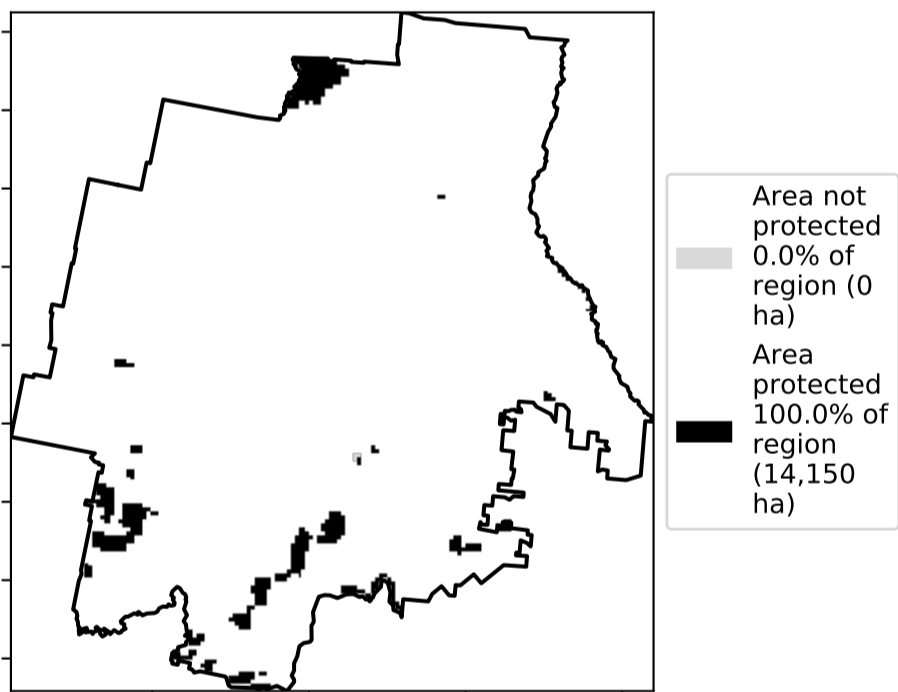 Area not
protected
0.0% of
region (0
ha)
Area
protected
100.0% of
region
(14,150
ha)